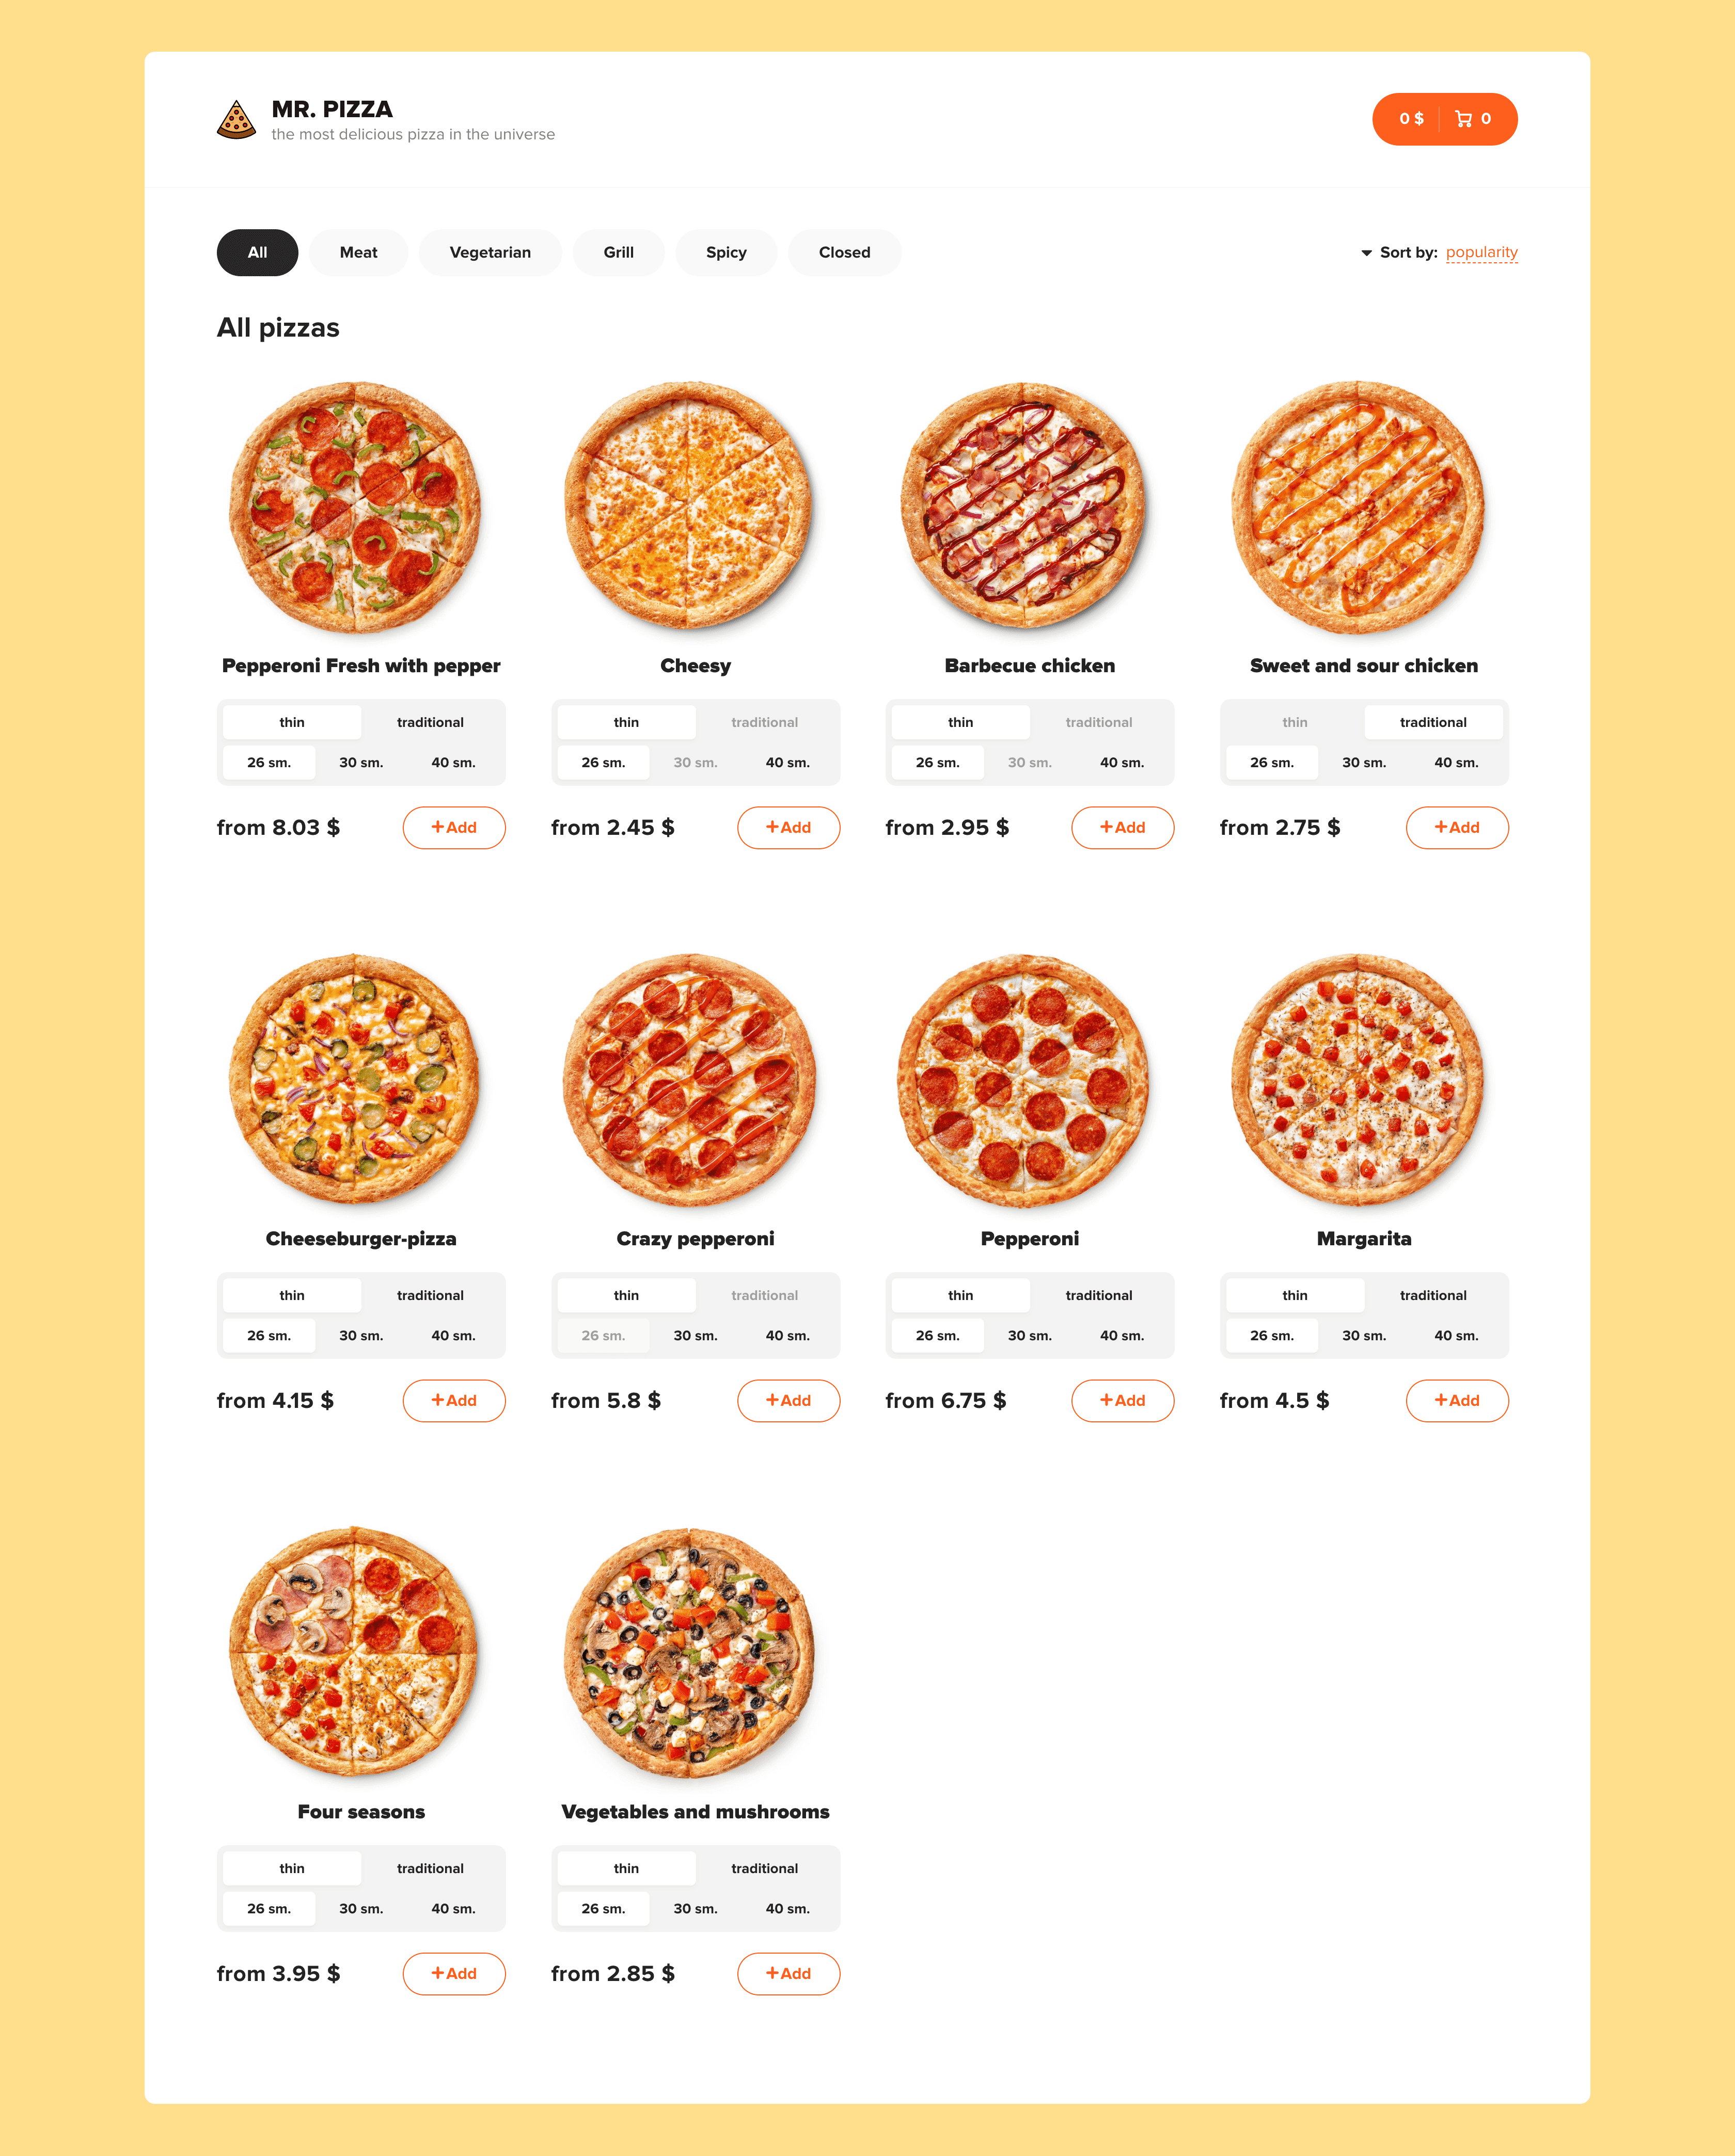 MR. PIZZA
the most delicious pizza in the universe
0 $ 0
All Meat Vegetarian Grill Spicy Closed Sort by: popularity
All pizzas
Pepperoni Fresh with pepper
thin traditional
26 sm. 30 sm. 40 sm.
from 8.03 $ +Add
Cheesy
thin traditional
26 sm. 30 sm. 40 sm.
from 2.45 $ +Add
Barbecue chicken
thin traditional
26 sm. 30 sm. 40 sm.
from 2.95 $ +Add
Sweet and sour chicken
thin traditional
26 sm. 30 sm. 40 sm.
from 2.75 $ +Add
Cheeseburger-pizza
thin traditional
26 sm. 30 sm. 40 sm.
from 4.15 $ +Add
Crazy pepperoni
thin traditional
26 sm. 30 sm. 40 sm.
from 5.8 $ +Add
Pepperoni
thin traditional
26 sm. 30 sm. 40 sm.
from 6.75 $ +Add
Margarita
thin traditional
26 sm. 30 sm. 40 sm.
from 4.5 $ +Add
Four seasons
thin traditional
26 sm. 30 sm. 40 sm.
from 3.95 $ +Add
Vegetables and mushrooms
thin traditional
26 sm. 30 sm. 40 sm.
from 2.85 $ +Add